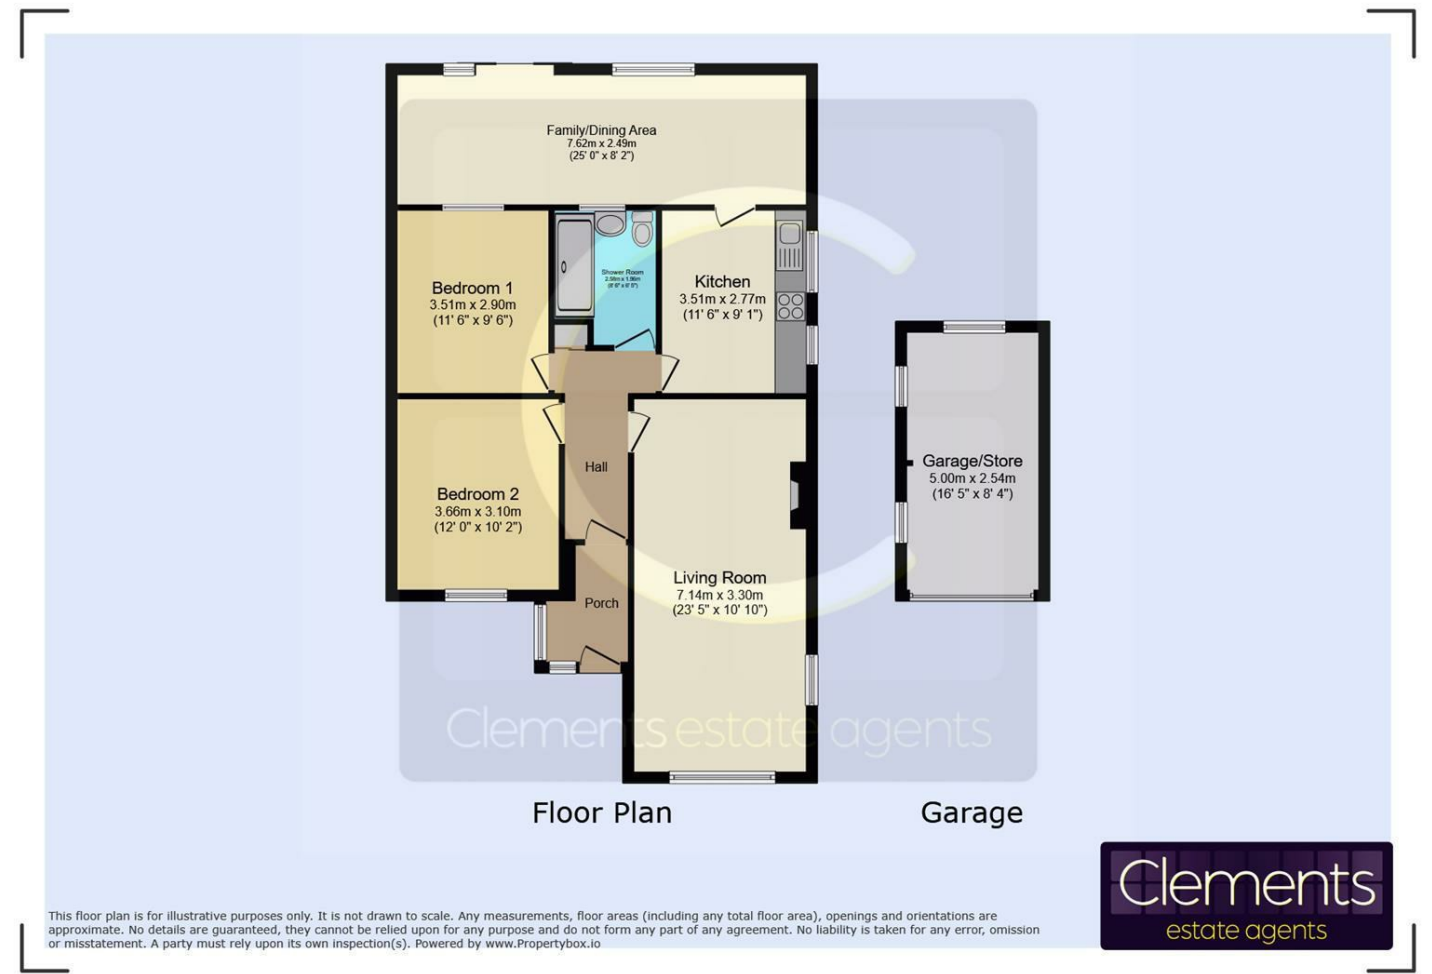 Family/Dining Area
7.62m x 2.49m
(25' 0" x 8' 2")
Bedroom 1
3.51m x 2.90m
(11' 6" x 9' 6")
Shower Room
Kitchen
3.51m x 2.77m
(11' 6" x 9' 1")
Bedroom 2
3.66m x 3.10m
(12' 0" x 10' 2")
Hall
Porch
Living Room
7.14m x 3.30m
(23' 5" x 10' 10")
Garage/Store
5.00m x 2.54m
(16' 5" x 8' 4")
Clements estate agents
Floor Plan
Garage
Clements
estate agents
This floor plan is for illustrative purposes only. It is not drawn to scale. Any measurements, floor areas (including any total floor area), openings and orientations are
approximate. No details are guaranteed, they cannot be relied upon for any purpose and do not form any part of any agreement. No liability is taken for any error, omission
or misstatement. A party must rely upon its own inspection(s). Powered by www.Propertybox.io